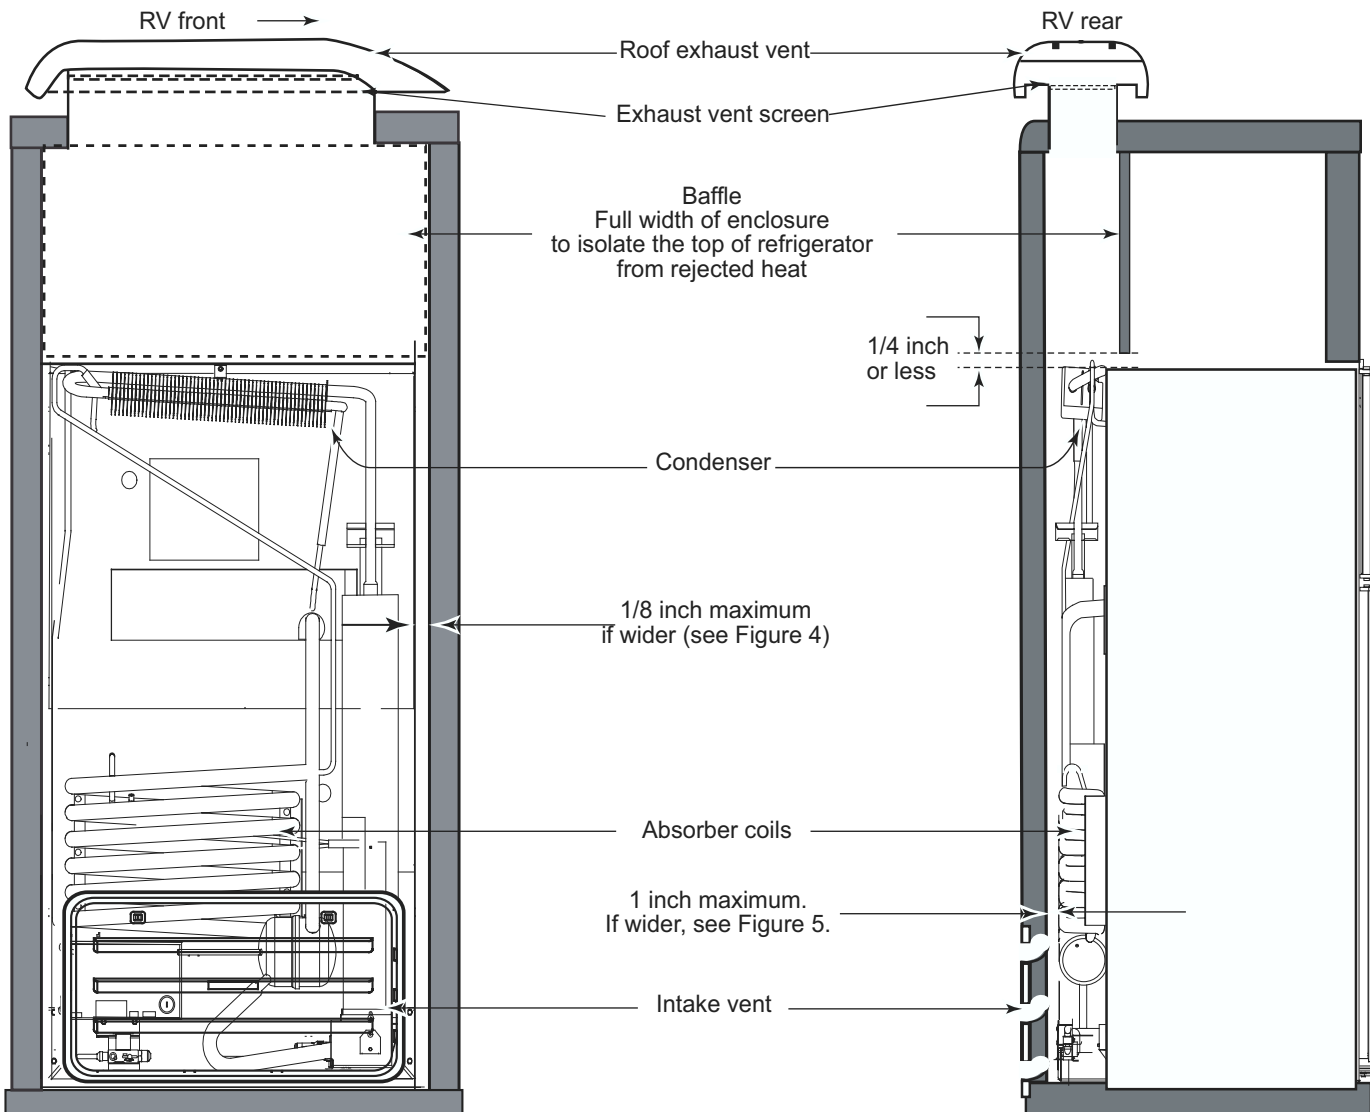 RV front
RV rear
Roof exhaust vent
Exhaust vent screen
Baffle
Full width of enclosure
to isolate the top of refrigerator
from rejected heat
1/4 inch
or less
Condenser
1/8 inch maximum
if wider (see Figure 4)
Absorber coils
1 inch maximum.
If wider, see Figure 5.
Intake vent